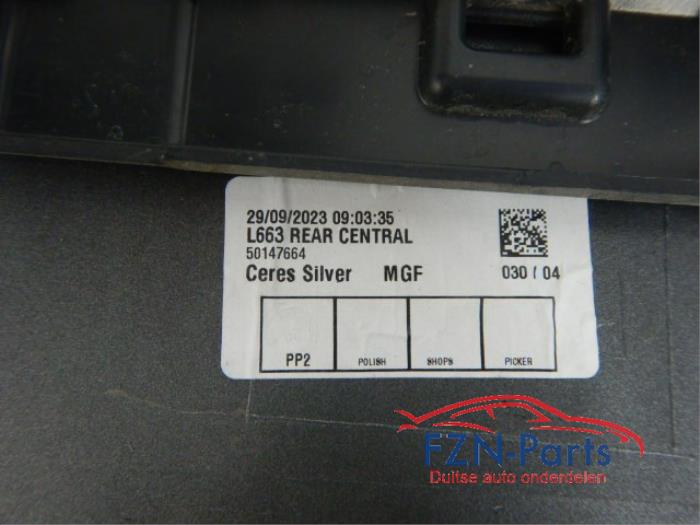 29/09/2023 09:03:35
L663 REAR CENTRAL
50147664
Ceres Silver MGF 030 / 04
PP2 POLISH SHOPS PICKER
FZN-Parts
Duitse auto onderdelen